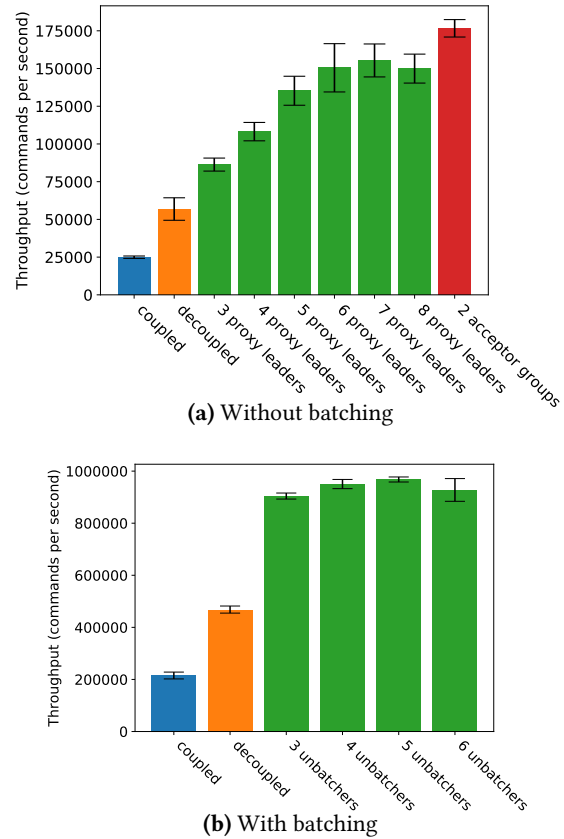 Throughput (commands per second)
175000
150000
125000
100000
75000
50000
25000
0
coupled
decoupled
3 proxy leaders
4 proxy leaders
5 proxy leaders
6 proxy leaders
7 proxy leaders
8 proxy leaders
2 acceptor groups
(a) Without batching
Throughput (commands per second)
1000000
800000
600000
400000
200000
0
coupled
decoupled
3 unbatchers
4 unbatchers
5 unbatchers
6 unbatchers
(b) With batching